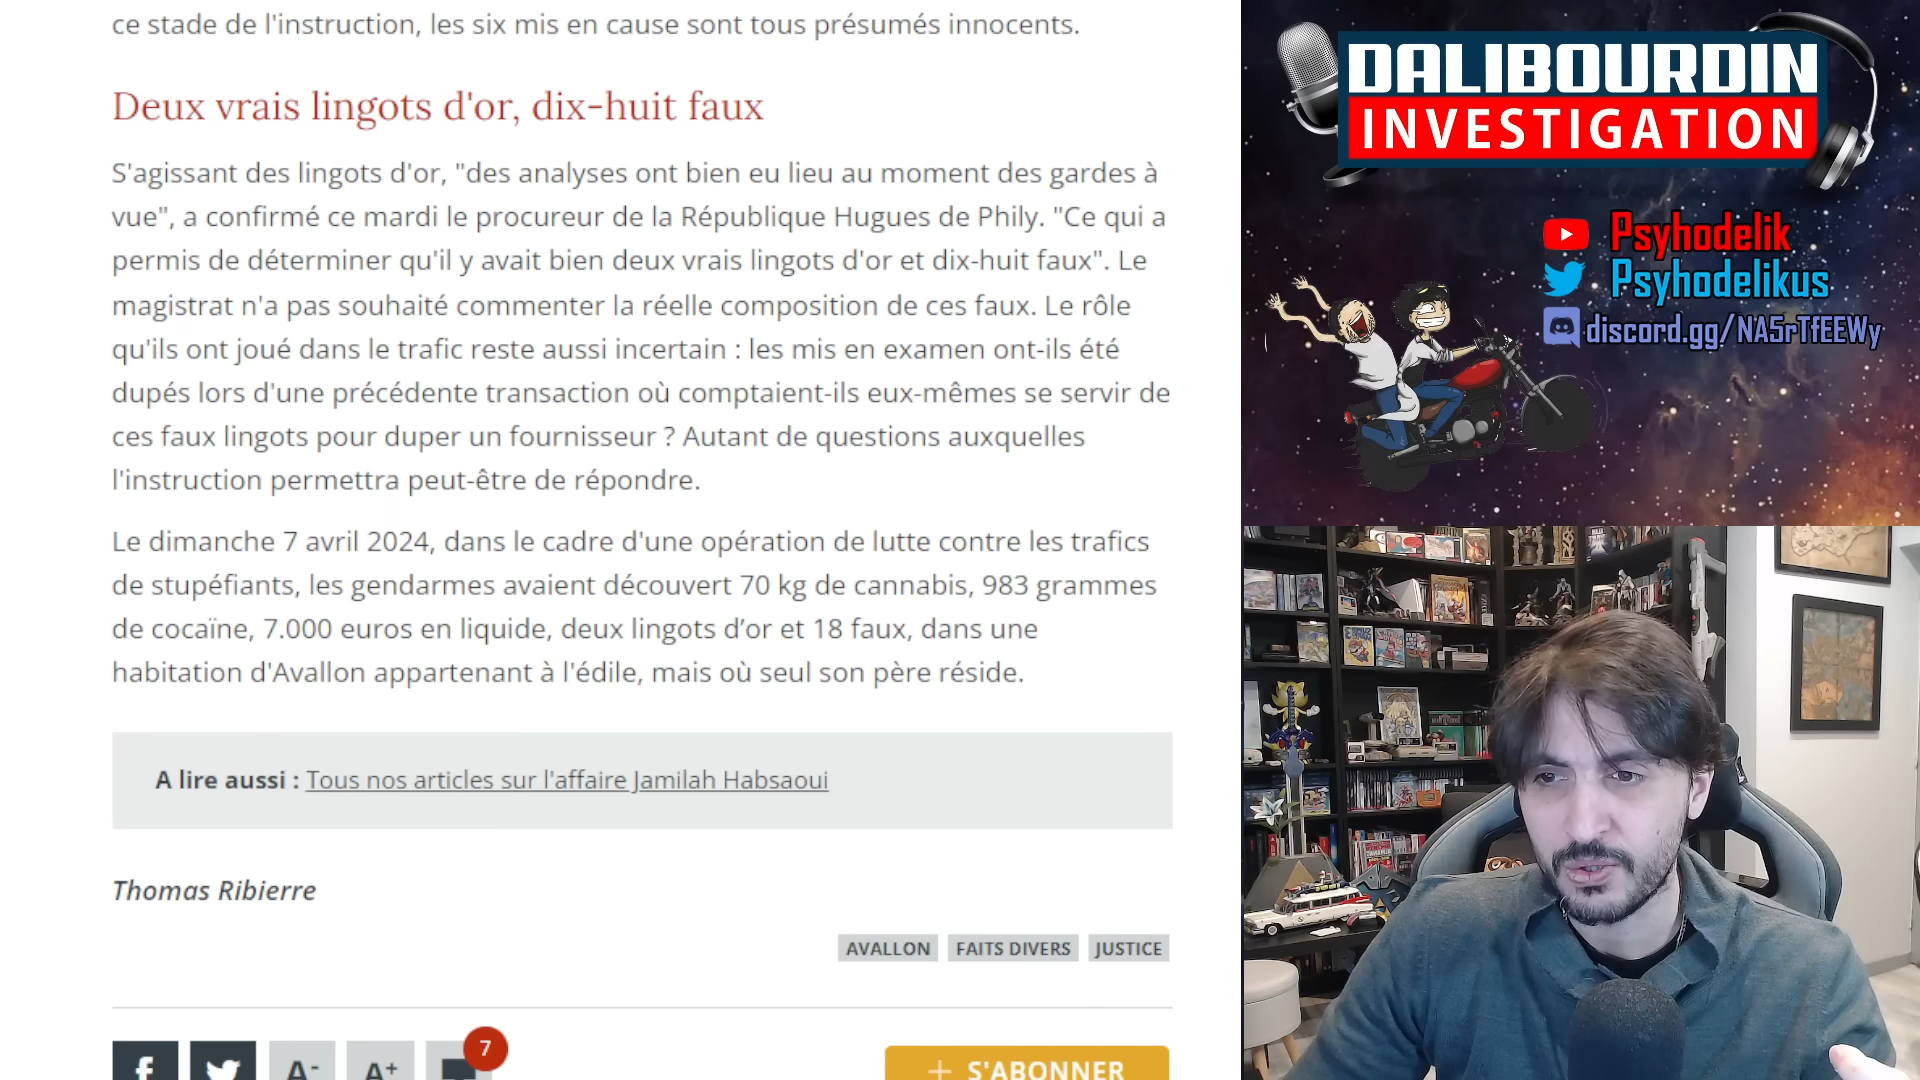 ce stade de l'instruction, les six mis en cause sont tous présumés innocents.
Deux vrais lingots d'or, dix-huit faux
S'agissant des lingots d'or, "des analyses ont bien eu lieu au moment des gardes à
vue", a confirmé ce mardi le procureur de la République Hugues de Phily. "Ce qui a
permis de déterminer qu'il y avait bien deux vrais lingots d'or et dix-huit faux". Le
magistrat n'a pas souhaité commenter la réelle composition de ces faux. Le rôle
qu'ils ont joué dans le trafic reste aussi incertain : les mis en examen ont-ils été
dupés lors d'une précédente transaction où comptaient-ils eux-mêmes se servir de
ces faux lingots pour duper un fournisseur ? Autant de questions auxquelles
l'instruction permettra peut-être de répondre.
Le dimanche 7 avril 2024, dans le cadre d'une opération de lutte contre les trafics
de stupéfiants, les gendarmes avaient découvert 70 kg de cannabis, 983 grammes
de cocaïne, 7.000 euros en liquide, deux lingots d’or et 18 faux, dans une
habitation d'Avallon appartenant à l'édile, mais où seul son père réside.
A lire aussi : Tous nos articles sur l'affaire Jamilah Habsaoui
Thomas Ribierre
AVALLON FAITS DIVERS JUSTICE
A- A+ 7
+ S'ABONNER
DALIBOURDIN
INVESTIGATION
Psyhodelik
Psyhodelikus
discord.gg/NA5rTfEEWy